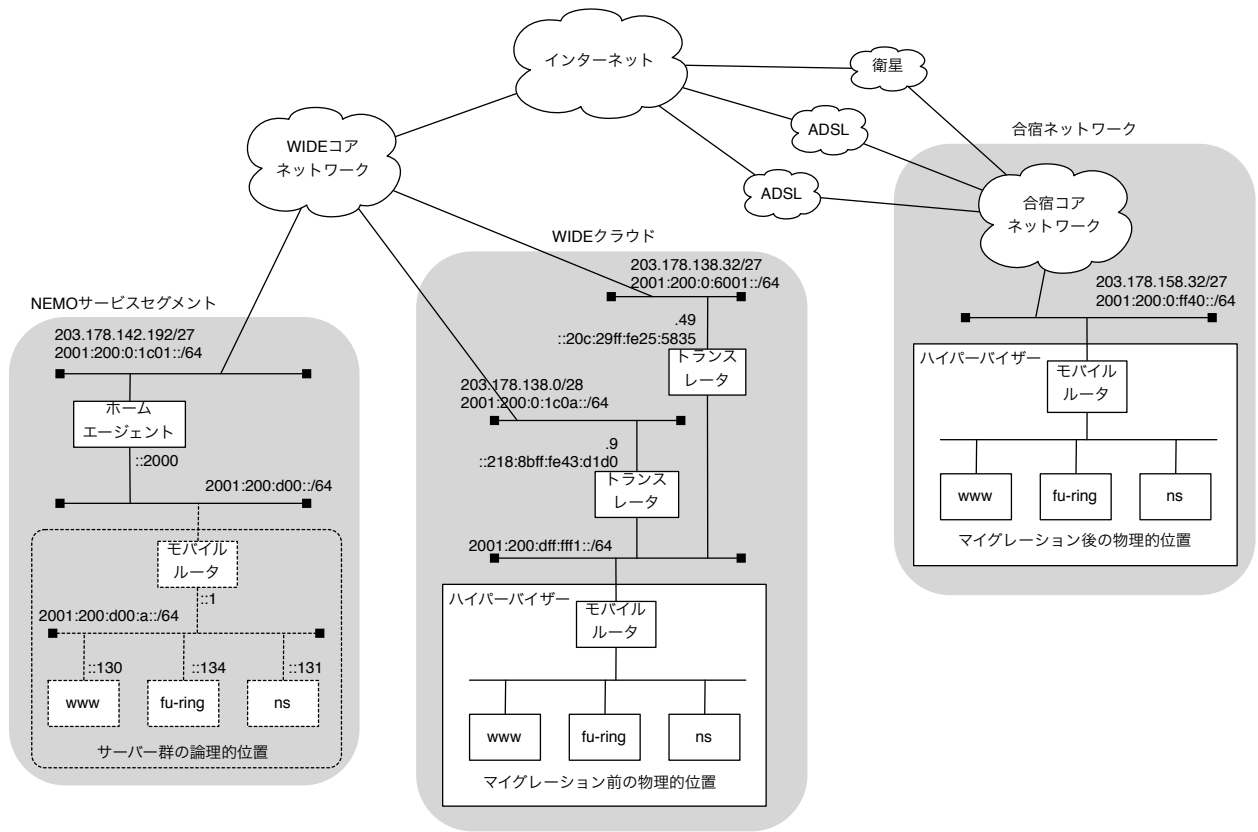 インターネット
衛星
ADSL
ADSL
WIDEコア
ネットワーク
合宿ネットワーク
合宿コア
ネットワーク
203.178.158.32/27
2001:200:0:ff40::/64
ハイパーバイザー
モバイル
ルータ
www
fu-ring
ns
マイグレーション後の物理的位置
WIDEクラウド
203.178.138.32/27
2001:200:0:6001::/64
.49
::20c:29ff:fe25:5835
トランス
レータ
203.178.138.0/28
2001:200:0:1c0a::/64
.9
::218:8bff:fe43:d1d0
トランス
レータ
2001:200:dff:fff1::/64
ハイパーバイザー
モバイル
ルータ
www
fu-ring
ns
マイグレーション前の物理的位置
NEMOサービスセグメント
203.178.142.192/27
2001:200:0:1c01::/64
ホーム
エージェント
::2000
2001:200:d00::/64
モバイル
ルータ
::1
2001:200:d00:a::/64
::130
::134
::131
www
fu-ring
ns
サーバー群の論理的位置